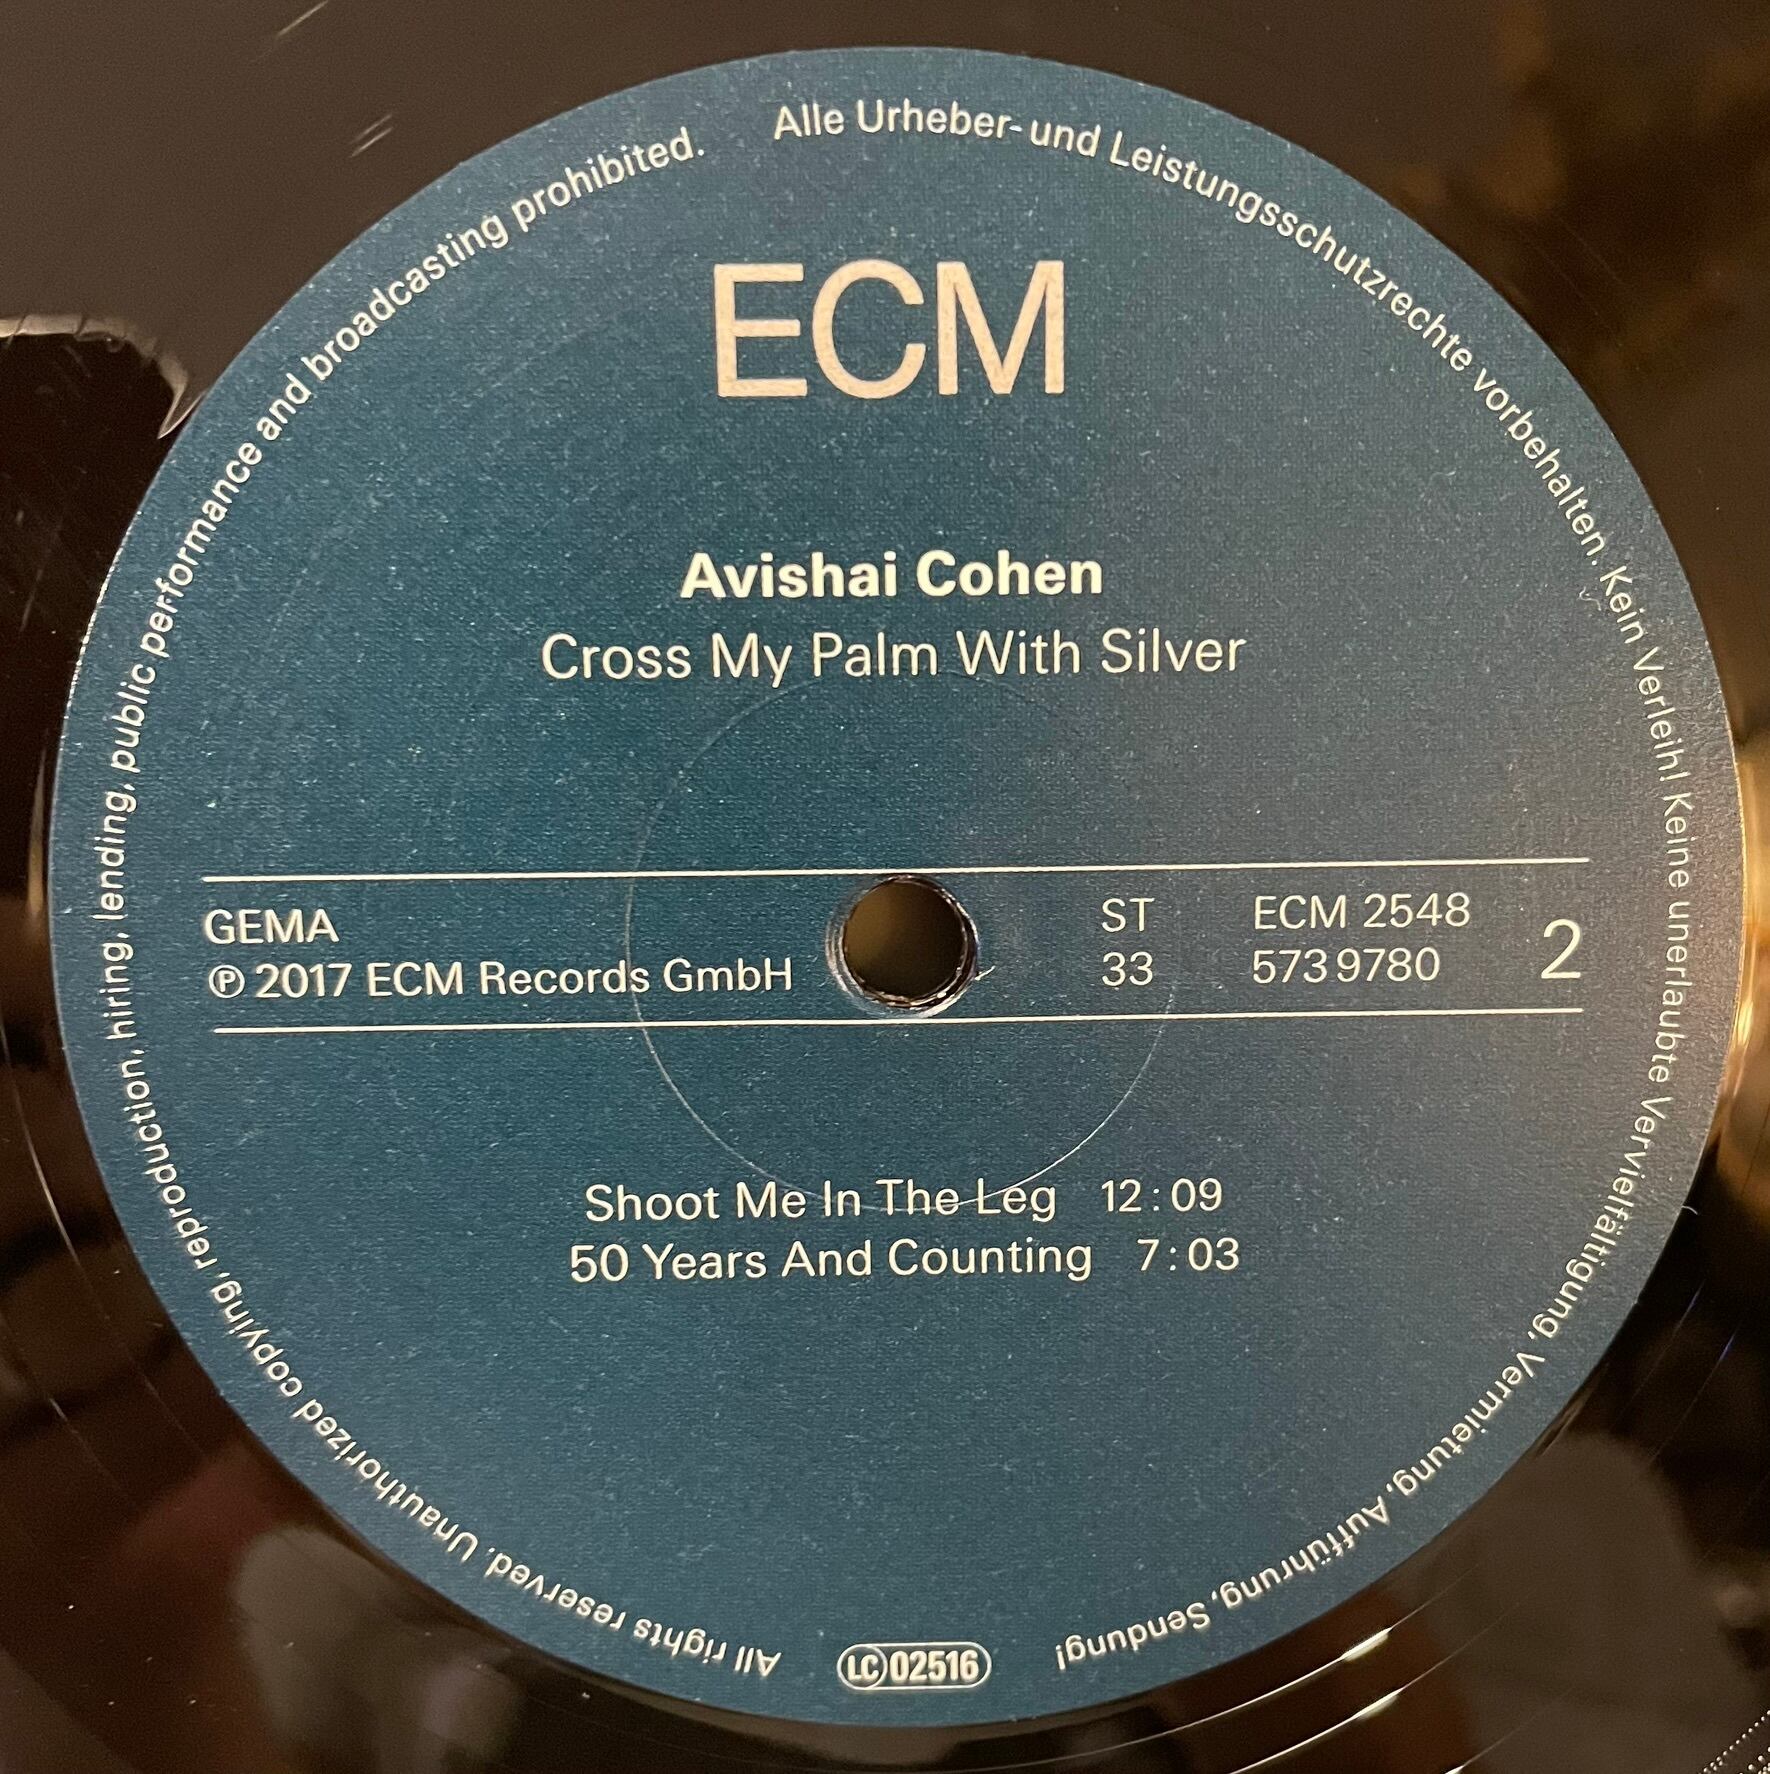 Alle Urheber- und Leistungsschutzrechte vorbehalten. Kein Verleih! Keine unerlaubte Vervielfältigung, Vermietung, Aufführung, Sendung!
ECM
Avishai Cohen
Cross My Palm With Silver
GEMA
℗ 2017 ECM Records GmbH
ST
33
ECM 2548
573 9780
2
Shoot Me In The Leg 12:09
50 Years And Counting 7:03
LC 02516
All rights reserved. Unauthorized copying, reproduction, hiring, lending, public performance and broadcasting prohibited.